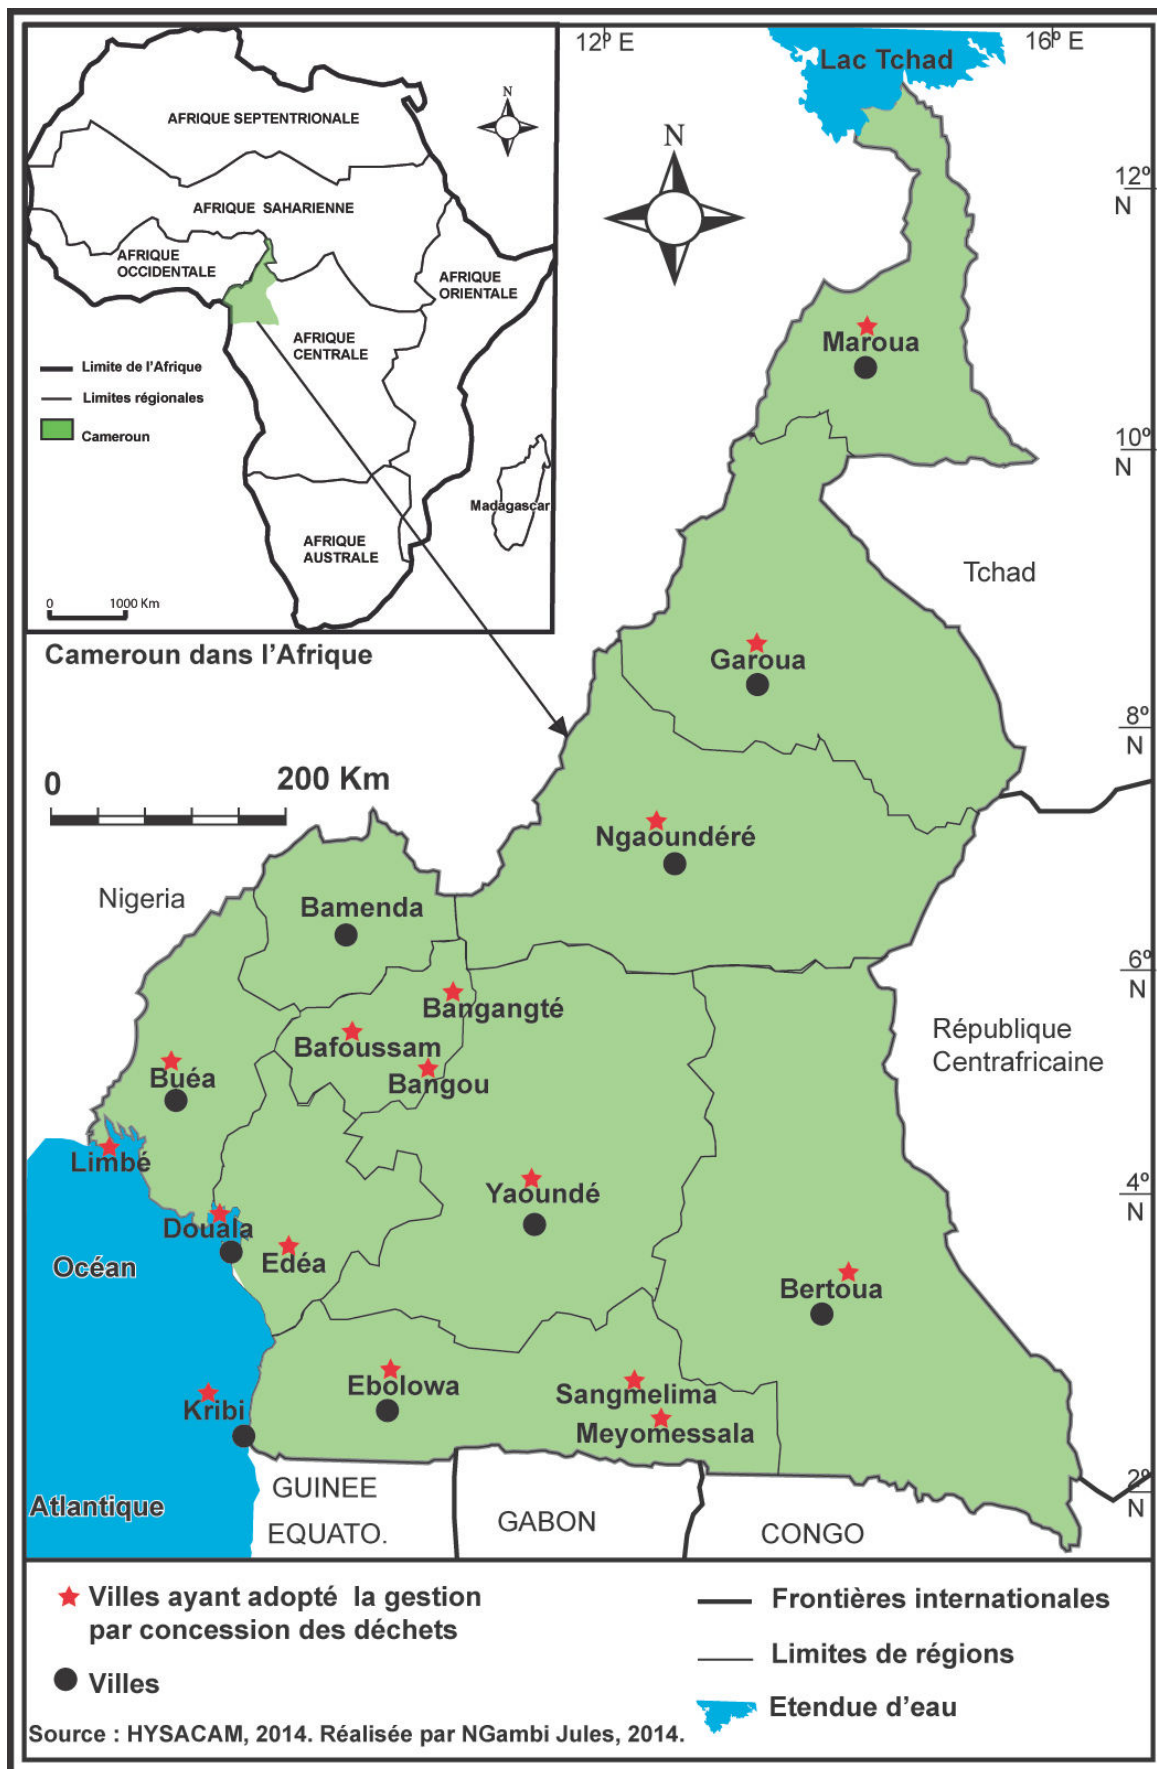 12º E
16º E
Lac Tchad
N
AFRIQUE SEPTENTRIONALE
N
AFRIQUE SAHARIENNE
12º
N
AFRIQUE
OCCIDENTALE
AFRIQUE
ORIENTALE
AFRIQUE
CENTRALE
Limite de l'Afrique
Limites régionales
Cameroun
Madagascar
AFRIQUE
AUSTRALE
0
1000 Km
Cameroun dans l'Afrique
Maroua
10º
N
Tchad
Garoua
8º
N
0
200 Km
Ngaoundéré
Nigeria
Bamenda
6º
N
Bangangté
Bafoussam
Bangou
République
Centrafricaine
Buéa
Limbé
Yaoundé
4º
N
Douala
Edéa
Océan
Bertoua
Ebolowa
Sangmelima
Kribi
Meyomessala
Atlantique
GUINEE
EQUATO.
GABON
CONGO
2º
N
Villes ayant adopté la gestion
par concession des déchets
Villes
Frontières internationales
Limites de régions
Etendue d'eau
Source : HYSACAM, 2014. Réalisée par NGambi Jules, 2014.